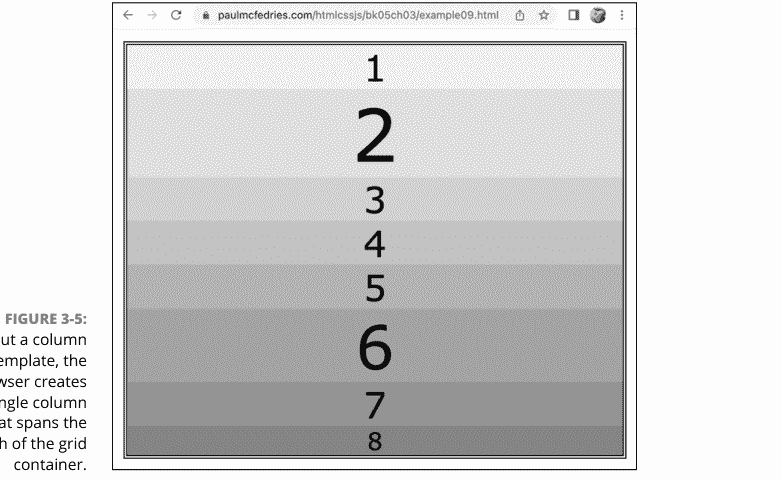 paulmcfedries.com/htmlcssjs/bk05ch03/example09.html
1
2
3
4
5
6
7
8
FIGURE 3-5:
ut a column
emplate, the
wser creates
ngle column
at spans the
h of the grid
container.